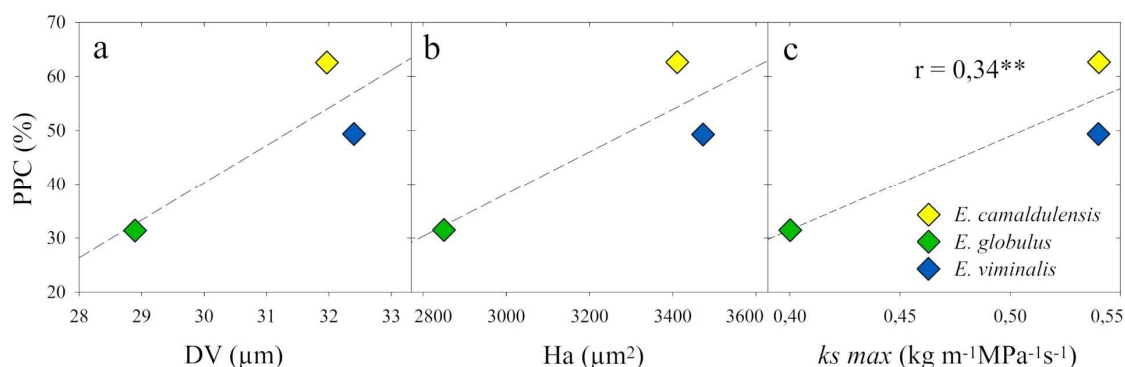 PPC (%)
70
60
50
40
30
20
a
b
c
r = 0,34**
E. camaldulensis
E. globulus
E. viminalis
28 29 30 31 32 33
2800 3000 3200 3400 3600
0,40 0,45 0,50 0,55
DV (µm)
Ha (µm²)
ks max (kg m⁻¹MPa⁻¹s⁻¹)